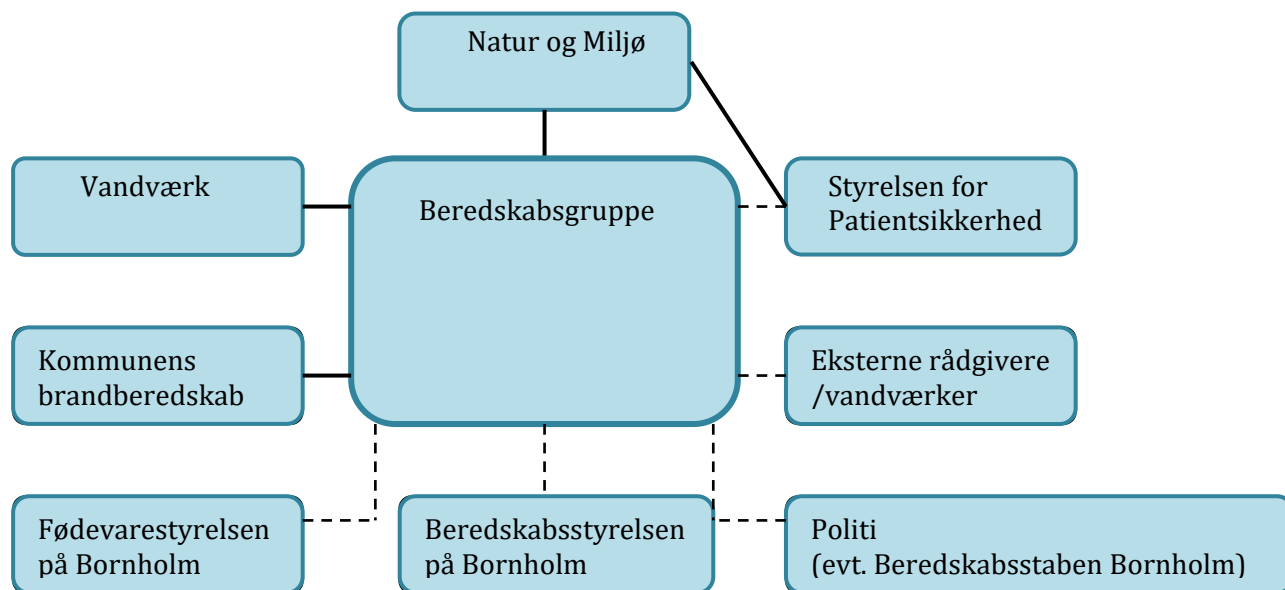 Natur og Miljø
Vandværk
Beredskabsgruppe
Styrelsen for
Patientsikkerhed
Kommunens
brandberedskab
Eksterne rådgivere
/vandværker
Fødevarestyrelsen
på Bornholm
Beredskabsstyrelsen
på Bornholm
Politi
(evt. Beredskabsstaben Bornholm)